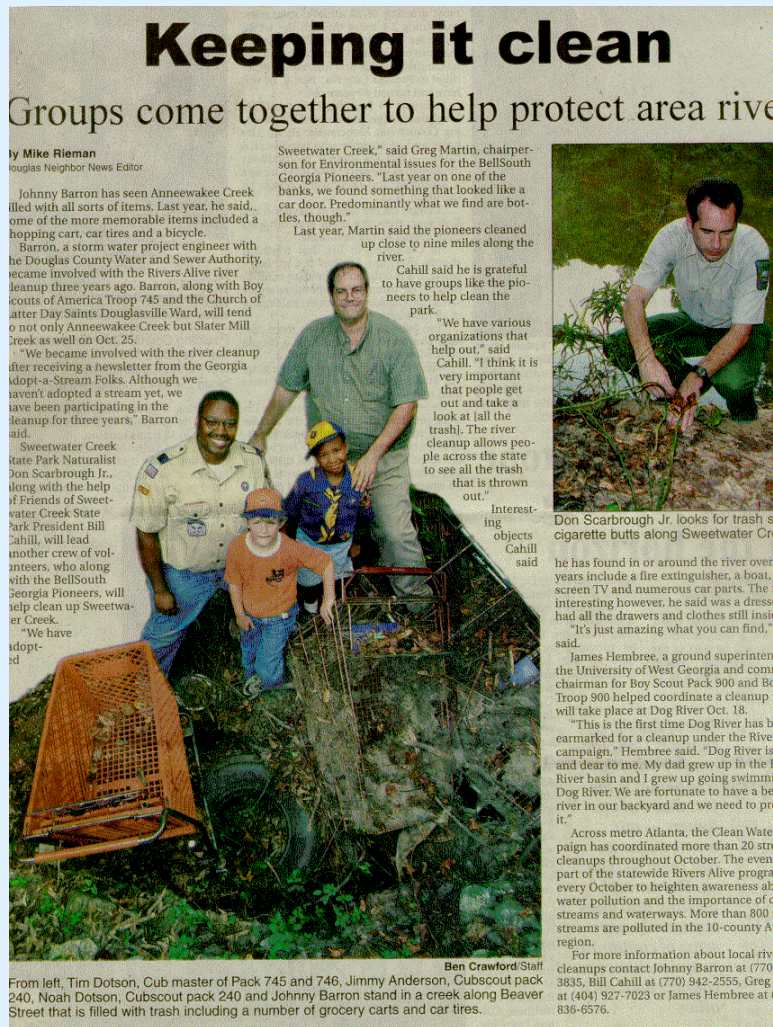 Keeping it clean
Groups come together to help protect area rive
By Mike Rieman
Douglas Neighbor News Editor
Johnny Barron has seen Anneewakee Creek
filled with all sorts of items. Last year, he said,
some of the more memorable items included a
hopping cart, car tires and a bicycle.
Barron, a storm water project engineer with
the Douglas County Water and Sewer Authority,
became involved with the Rivers Alive river
cleanup three years ago. Barron, along with Boy
Scouts of America Troop 745 and the Church of
Latter Day Saints Douglasville Ward, will tend
to not only Anneewakee Creek but Slater Mill
Creek as well on Oct. 25.
"We became involved with the river cleanup
after receiving a newsletter from the Georgia
Adopt-a-Stream Folks. Although we
haven't adopted a stream yet, we
have been participating in the
cleanup for three years," Barron
said.
Sweetwater Creek
State Park Naturalist
Don Scarbrough Jr.,
along with the help
of Friends of Sweet-
water Creek State
Park President Bill
Cahill, will lead
another crew of vol-
unteers, who along
with the BellSouth
Georgia Pioneers, will
help clean up Sweetwa-
ter Creek.
"We have
adopt-
ed
Sweetwater Creek," said Greg Martin, chairper-
son for Environmental issues for the BellSouth
Georgia Pioneers. "Last year on one of the
banks, we found something that looked like a
car door. Predominantly what we find are bot-
tles, though."
Last year, Martin said the pioneers cleaned
up close to nine miles along the
river.
Cahill said he is grateful
to have groups like the pio-
neers to help clean the
park.
"We have various
organizations that
help out," said
Cahill. "I think it is
very important
that people get
out and take a
look at [all the
trash]. The river
cleanup allows peo-
ple across the state
to see all the trash
that is thrown
out."
Interest-
ing
objects
Cahill
said
Don Scarbrough Jr. looks for trash s
cigarette butts along Sweetwater Cre
he has found in or around the river over
years include a fire extinguisher, a boat,
screen TV and numerous car parts. The
interesting however, he said was a dresse
had all the drawers and clothes still insi
"It's just amazing what you can find,"
said.
James Hembree, a ground superinten
the University of West Georgia and comm
chairman for Boy Scout Pack 900 and Bo
Troop 900 helped coordinate a cleanup
will take place at Dog River Oct. 18.
"This is the first time Dog River has b
earmarked for a cleanup under the River
campaign," Hembree said. "Dog River is
and dear to me. My dad grew up in the
River basin and I grew up going swimm
Dog River. We are fortunate to have a be
river in our backyard and we need to pr
it."
Across metro Atlanta, the Clean Wate
paign has coordinated more than 20 stre
cleanups throughout October. The even
part of the statewide Rivers Alive progra
every October to heighten awareness ab
water pollution and the importance of c
streams and waterways. More than 800
streams are polluted in the 10-county A
region.
For more information about local rive
cleanups contact Johnny Barron at (770
3835, Bill Cahill at (770) 942-2555, Greg
at (404) 927-7023 or James Hembree at
836-6576.
Ben Crawford/Staff
From left, Tim Dotson, Cub master of Pack 745 and 746, Jimmy Anderson, Cubscout pack
240, Noah Dotson, Cubscout pack 240 and Johnny Barron stand in a creek along Beaver
Street that is filled with trash including a number of grocery carts and car tires.